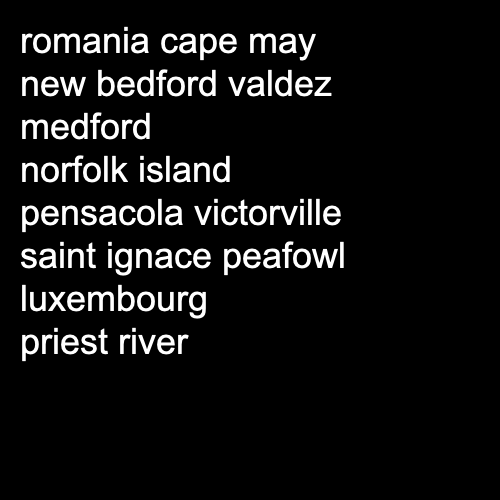 romania cape may
new bedford valdez
medford
norfolk island
pensacola victorville
saint ignace peafowl
luxembourg
priest river